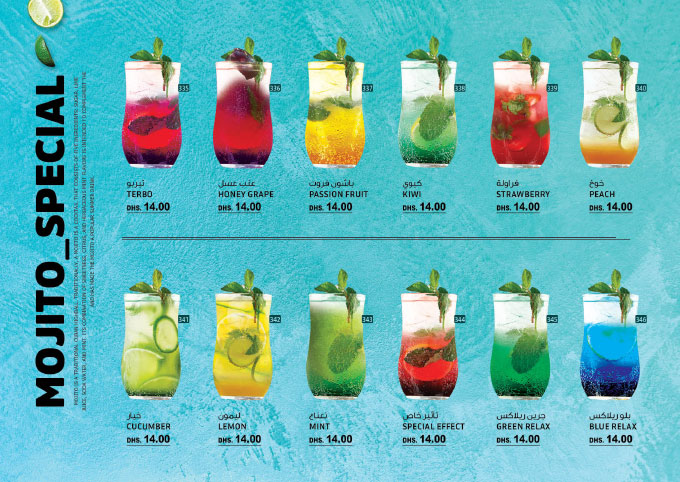 MOJITO_SPECIAL
335
تيربو
TERBO
DHS. 14.00
336
عنب عسل
HONEY GRAPE
DHS. 14.00
337
باشون فروت
PASSION FRUIT
DHS. 14.00
338
كيوي
KIWI
DHS. 14.00
339
فراولة
STRAWBERRY
DHS. 14.00
340
خوخ
PEACH
DHS. 14.00
341
خيار
CUCUMBER
DHS. 14.00
342
ليمون
LEMON
DHS. 14.00
343
نعناع
MINT
DHS. 14.00
344
تأثير خاص
SPECIAL EFFECT
DHS. 14.00
345
جرين ريلاكس
GREEN RELAX
DHS. 14.00
346
بلو ريلاكس
BLUE RELAX
DHS. 14.00